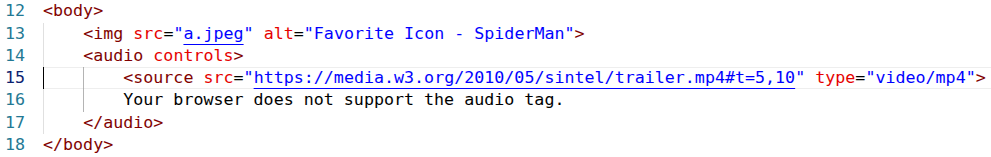 12 <body>
13 <img src="a.jpeg" alt="Favorite Icon - SpiderMan">
14 <audio controls>
15 <source src="https://media.w3.org/2010/05/sintel/trailer.mp4#t=5,10" type="video/mp4">
16 Your browser does not support the audio tag.
17 </audio>
18 </body>